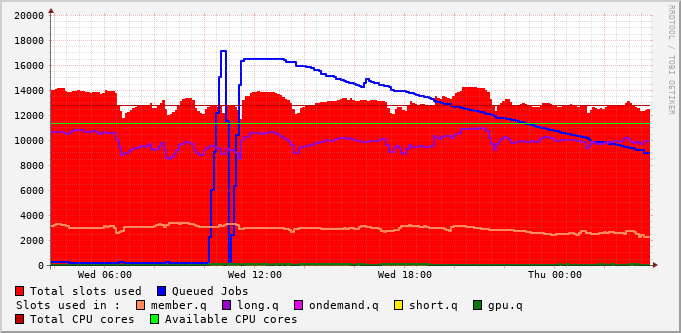 20000
18000
16000
14000
12000
10000
8000
6000
4000
2000
0
Wed 06:00 Wed 12:00 Wed 18:00 Thu 00:00
RRDTOOL / TOBI OETIKER
Total slots used Queued Jobs
Slots used in : member.q long.q ondemand.q short.q gpu.q
Total CPU cores Available CPU cores